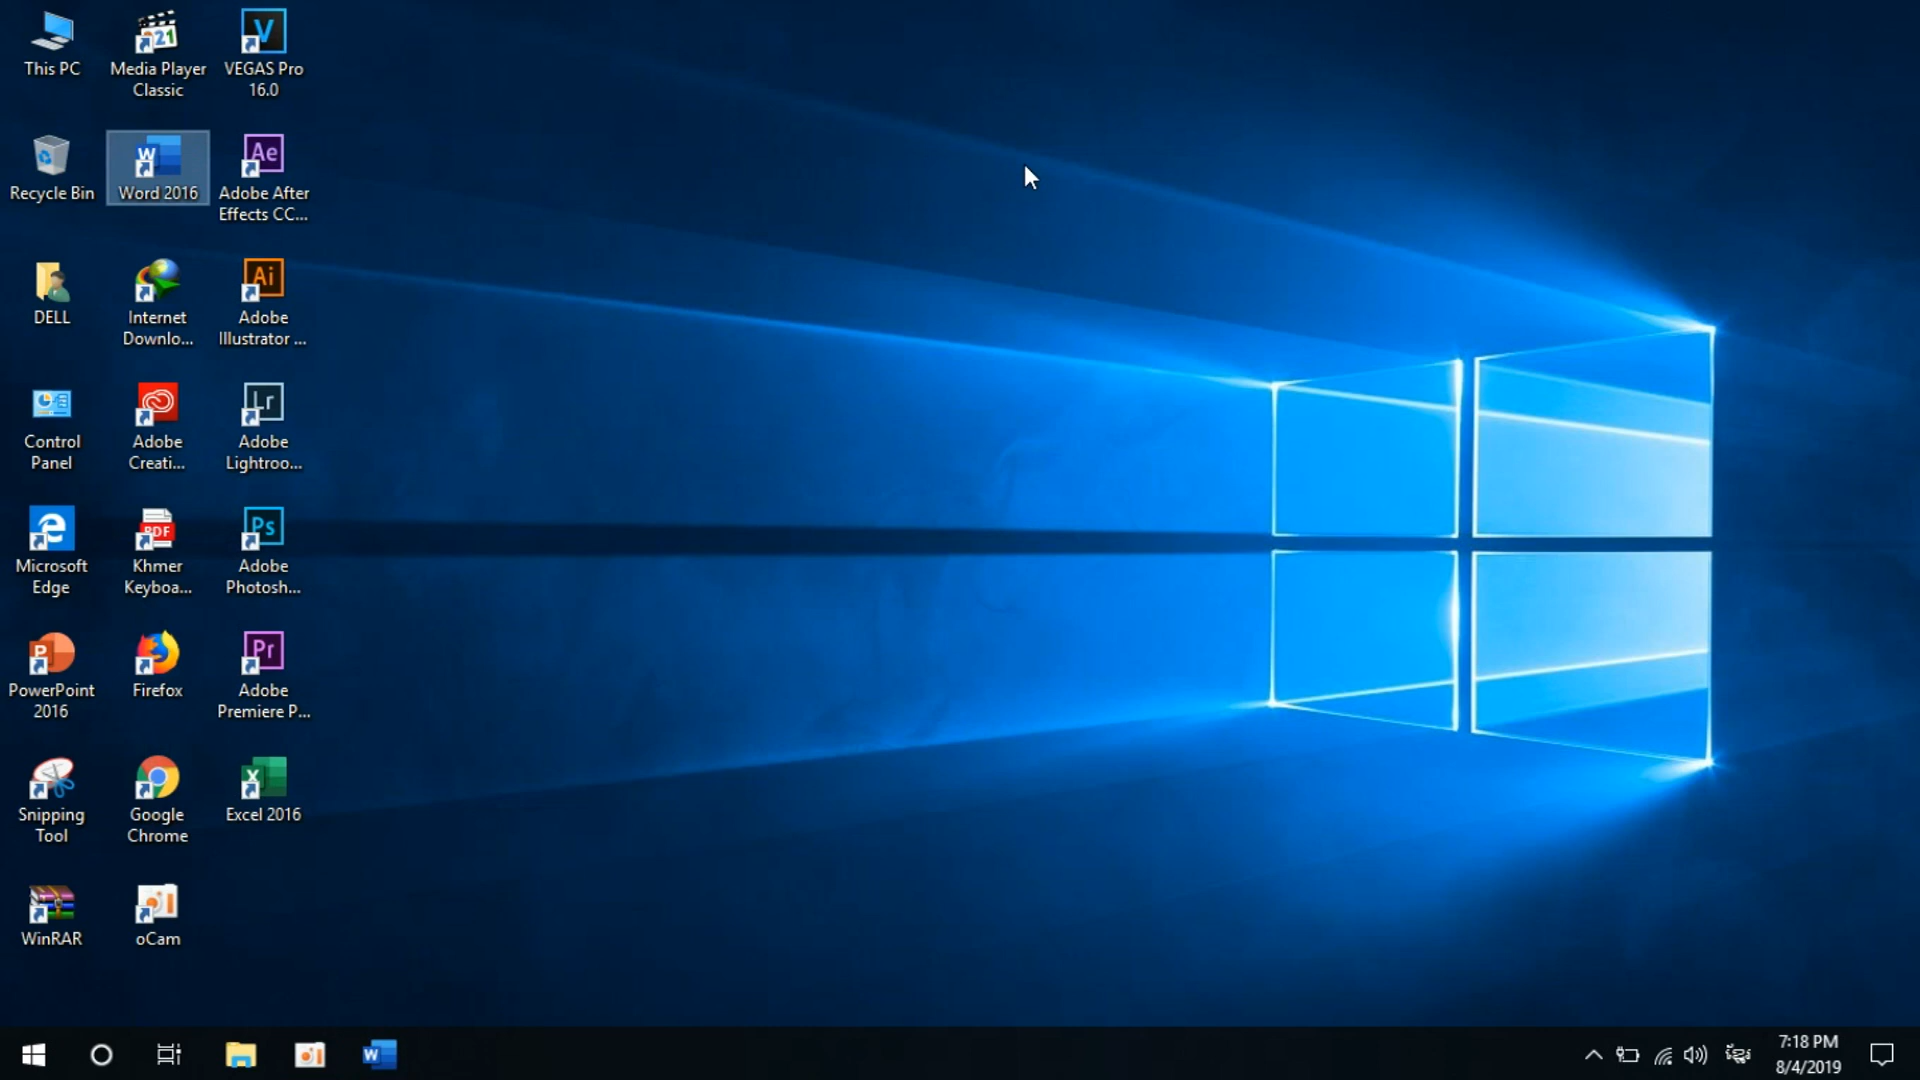 This PC
Media Player
Classic
VEGAS Pro
16.0
Recycle Bin
Word 2016
Adobe After
Effects CC...
DELL
Internet
Downlo...
Adobe
Illustrator ...
Control
Panel
Adobe
Creati...
Adobe
Lightroo...
Microsoft
Edge
Khmer
Keyboa...
Adobe
Photosh...
PowerPoint
2016
Firefox
Adobe
Premiere P...
Snipping
Tool
Google
Chrome
Excel 2016
WinRAR
oCam
7:18 PM
8/4/2019